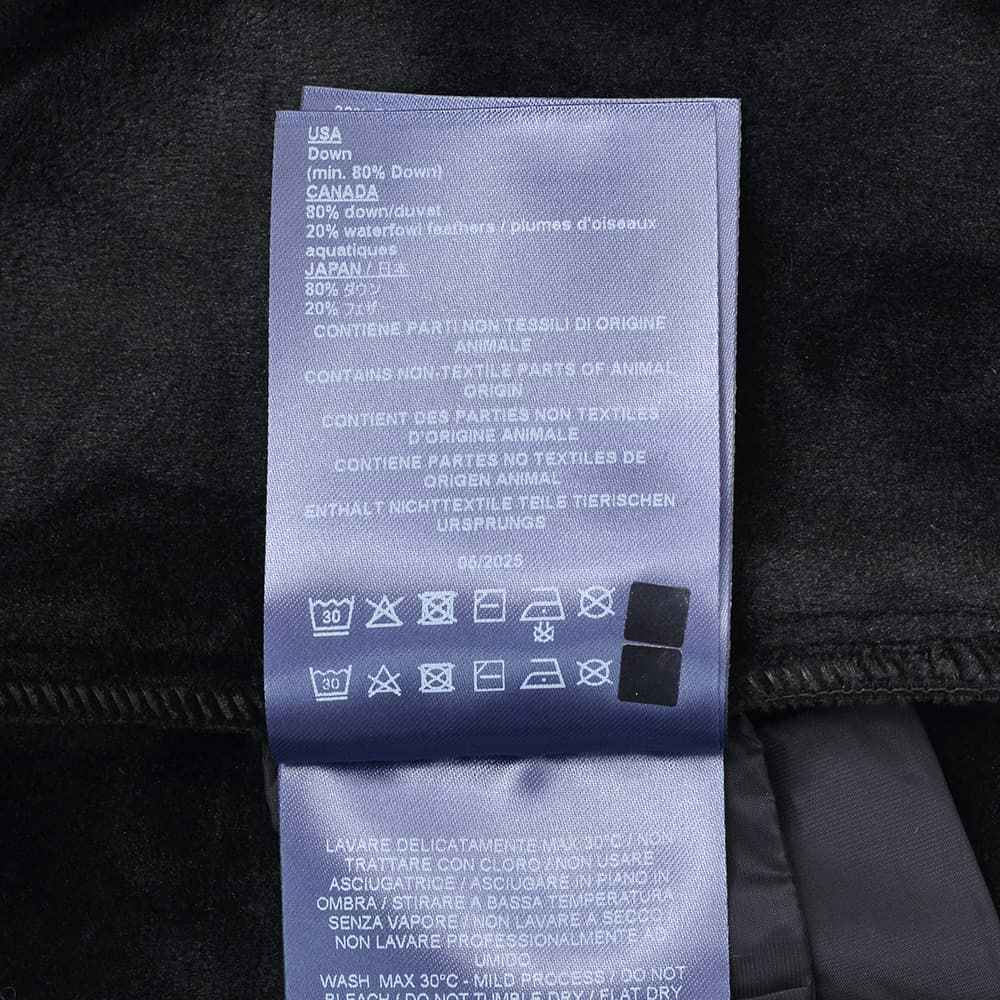 USA
Down
(min. 80% Down)
CANADA
80% down/duvet
20% waterfowl feathers / plumes d'oiseaux
aquatiques
JAPAN / 日本
80% ダウン
20% フェザ
CONTIENE PARTI NON TESSILI DI ORIGINE
ANIMALE
CONTAINS NON-TEXTILE PARTS OF ANIMAL
ORIGIN
CONTIENT DES PARTIES NON TEXTILES
D'ORIGINE ANIMALE
CONTIENE PARTES NO TEXTILES DE
ORIGEN ANIMAL
ENTHALT NICHTTEXTILE TEILE TIERISCHEN
URSPRUNGS
06/2025
30
30
LAVARE DELICATAMENTE MAX 30°C / NON
TRATTARE CON CLORO / NON USARE
ASCIUGATRICE / ASCIUGARE IN PIANO IN
OMBRA / STIRARE A BASSA TEMPERATURA
SENZA VAPORE / NON LAVARE A SECCO /
NON LAVARE PROFESSIONALMENTE AD
UMIDO
WASH MAX 30°C - MILD PROCESS / DO NOT
BLEACH / DO NOT TUMBLE DRY / FLAT DRY